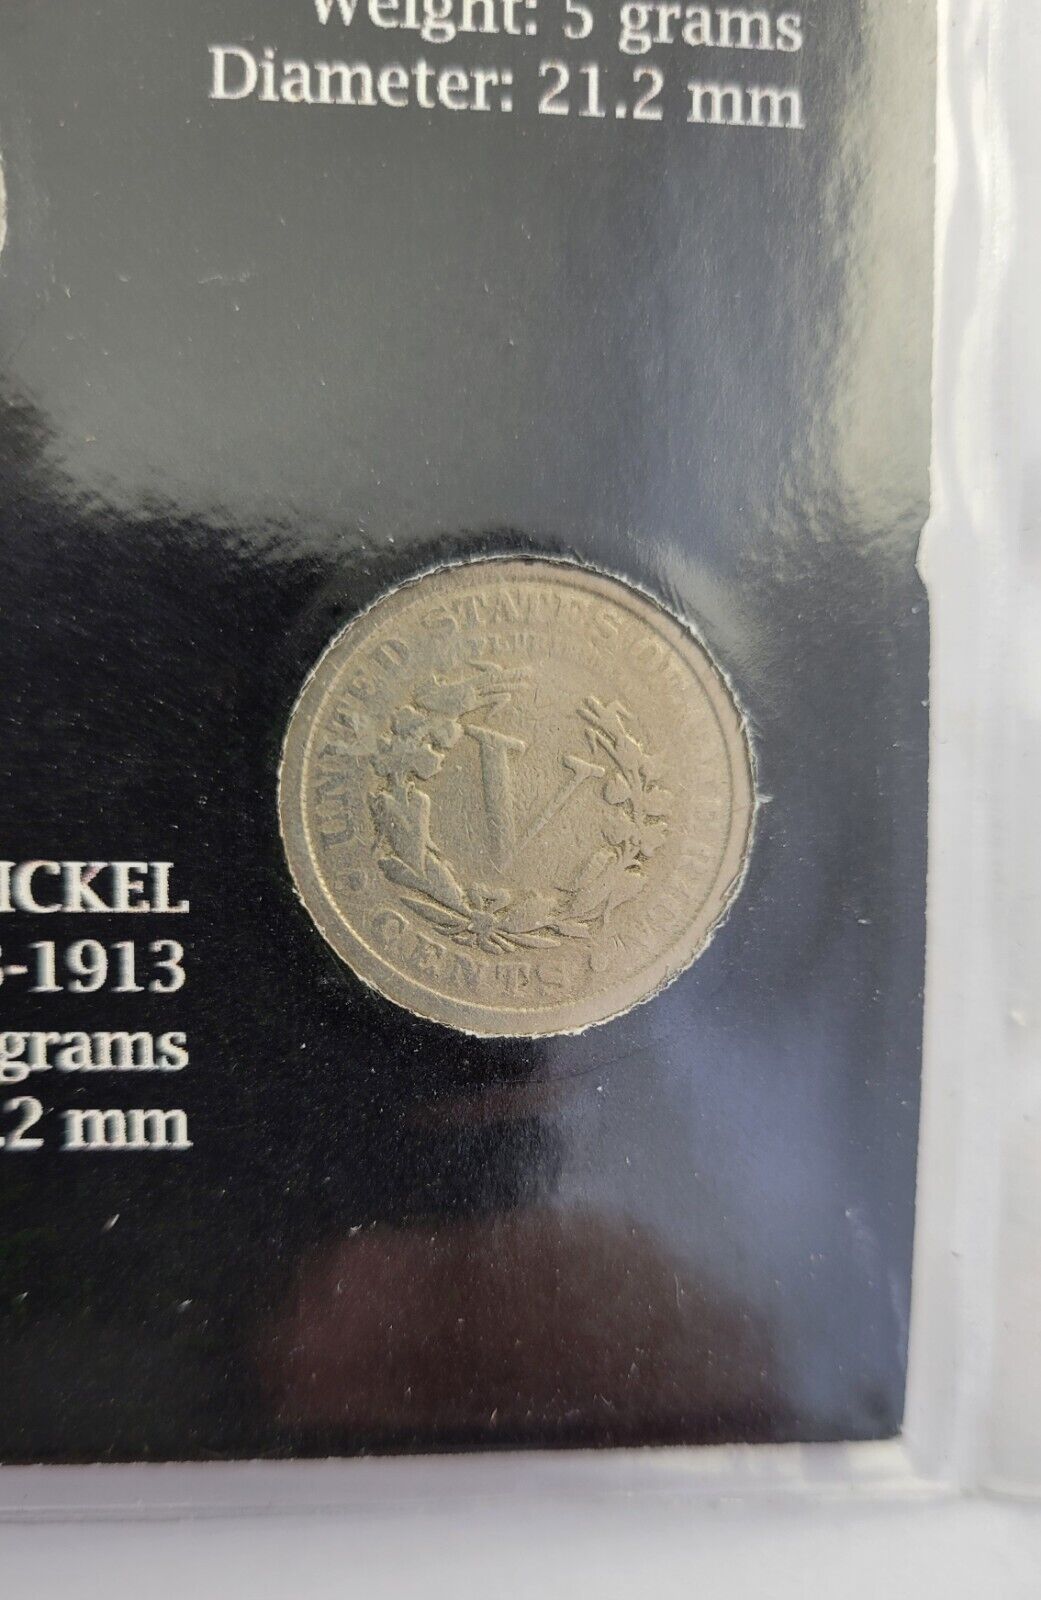 Weight: 5 grams
Diameter: 21.2 mm
UNITED STATES OF AMERICA
V
CENTS
ICKEL
-1913
grams
.2 mm